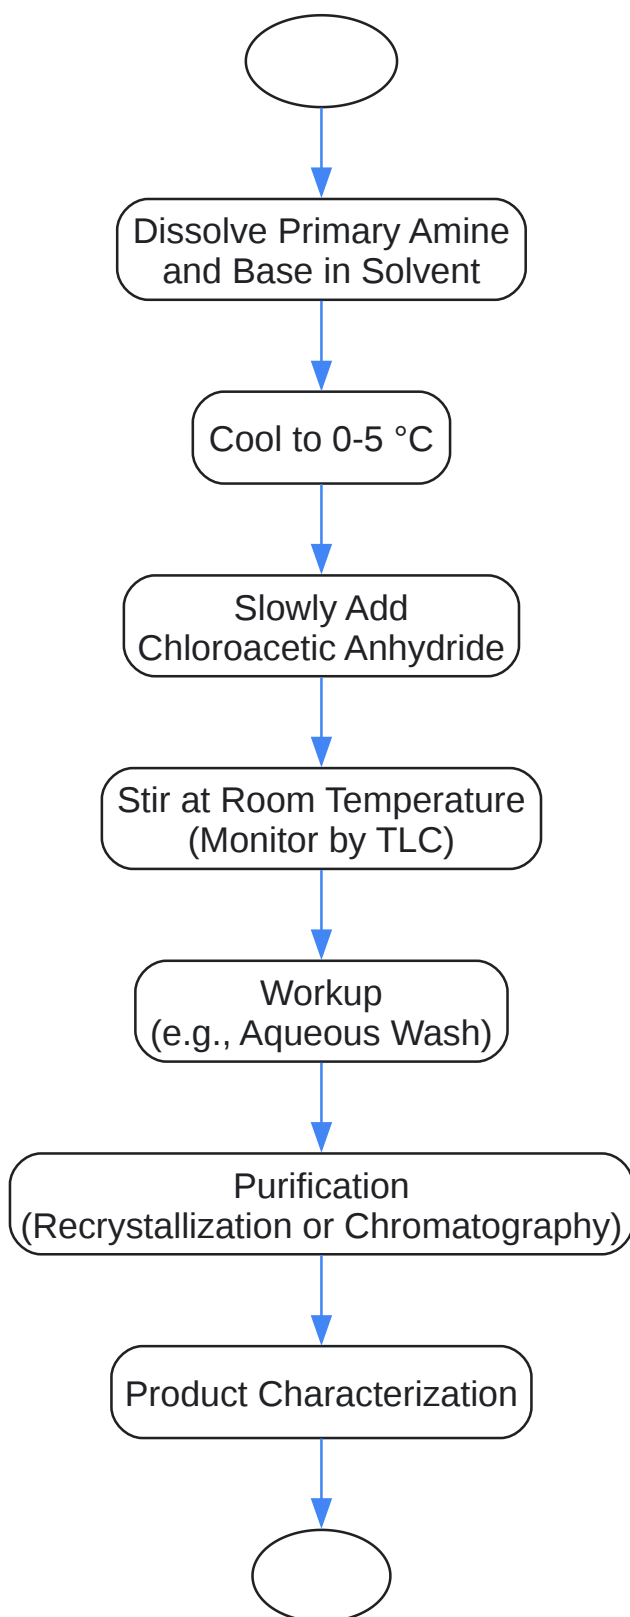 Dissolve Primary Amine
and Base in Solvent
Cool to 0-5 °C
Slowly Add
Chloroacetic Anhydride
Stir at Room Temperature
(Monitor by TLC)
Workup
(e.g., Aqueous Wash)
Purification
(Recrystallization or Chromatography)
Product Characterization